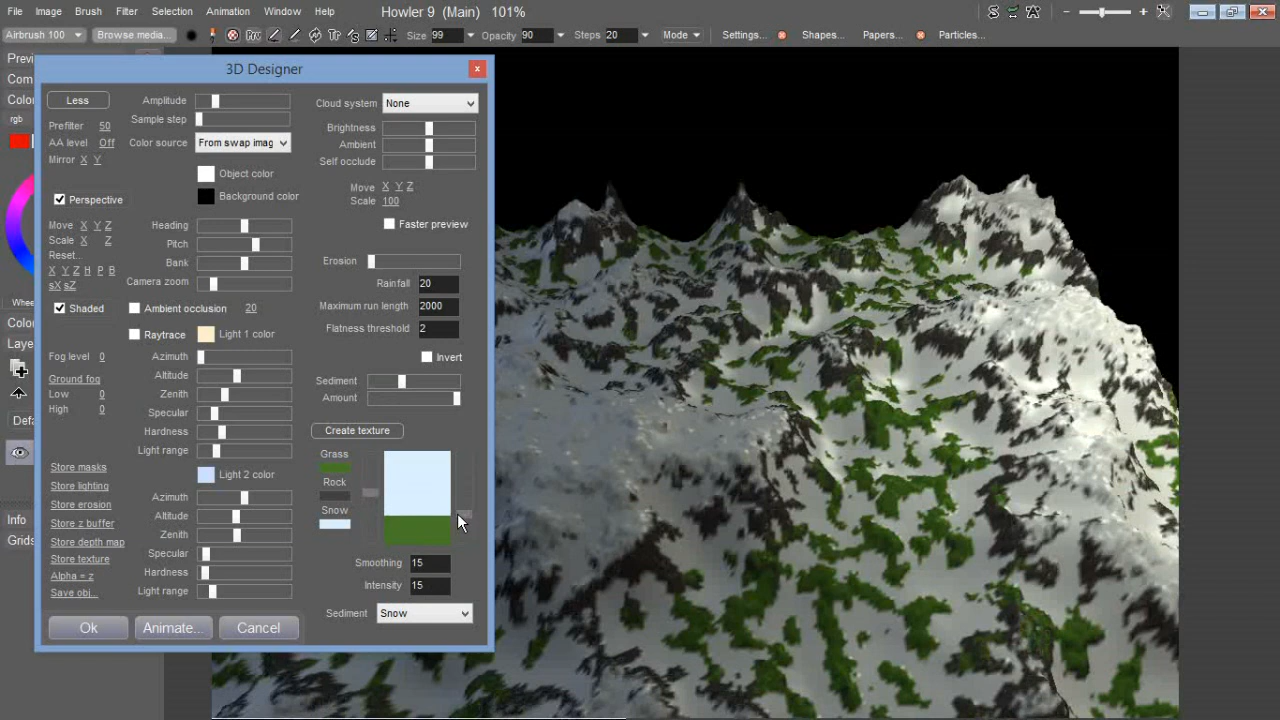 File Image Brush Filter Selection Animation Window Help Howler 9 (Main) 101%
Airbrush 100 Browse media... Size 99 Opacity 90 Steps 20 Mode Settings... Shapes... Papers... Particles...
Previ
Com
Colo
rgb
Whee
Color
Laye
Defa
Info
Grids
3D Designer
Less
Prefilter 50
AA level Off
Mirror X Y
Amplitude
Sample step
Color source From swap imag
Object color
Background color
Perspective
Move X Y Z
Scale X Z
Reset..
X Y Z H P B
sX sZ
Heading
Pitch
Bank
Camera zoom
Shaded
Ambient occlusion 20
Raytrace
Light 1 color
Fog level 0
Ground fog
Low 0
High 0
Azimuth
Altitude
Zenith
Specular
Hardness
Light range
Light 2 color
Store masks
Store lighting
Store erosion
Store z buffer
Store depth map
Store texture
Alpha = z
Save obj...
Azimuth
Altitude
Zenith
Specular
Hardness
Light range
Cloud system None
Brightness
Ambient
Self occlude
Move X Y Z
Scale 100
Faster preview
Erosion
Rainfall 20
Maximum run length 2000
Flatness threshold 2
Invert
Sediment
Amount
Create texture
Grass
Rock
Snow
Smoothing 15
Intensity 15
Sediment Snow
Ok Animate... Cancel